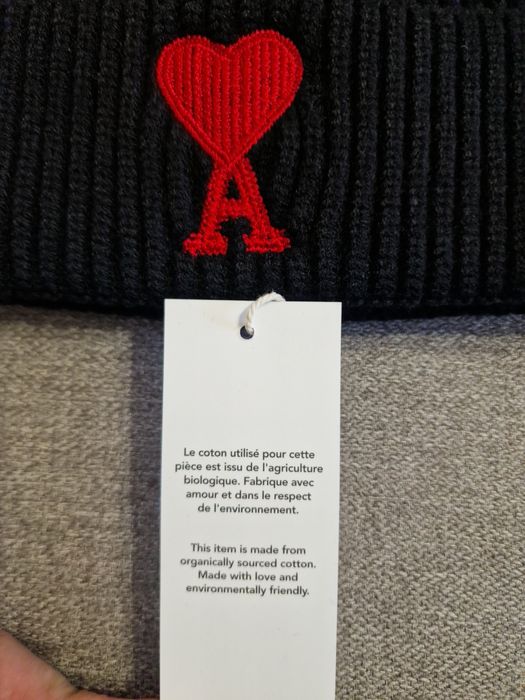 A
Le coton utilisé pour cette
pièce est issu de l'agriculture
biologique. Fabrique avec
amour et dans le respect
de l'environnement.
This item is made from
organically sourced cotton.
Made with love and
environmentally friendly.